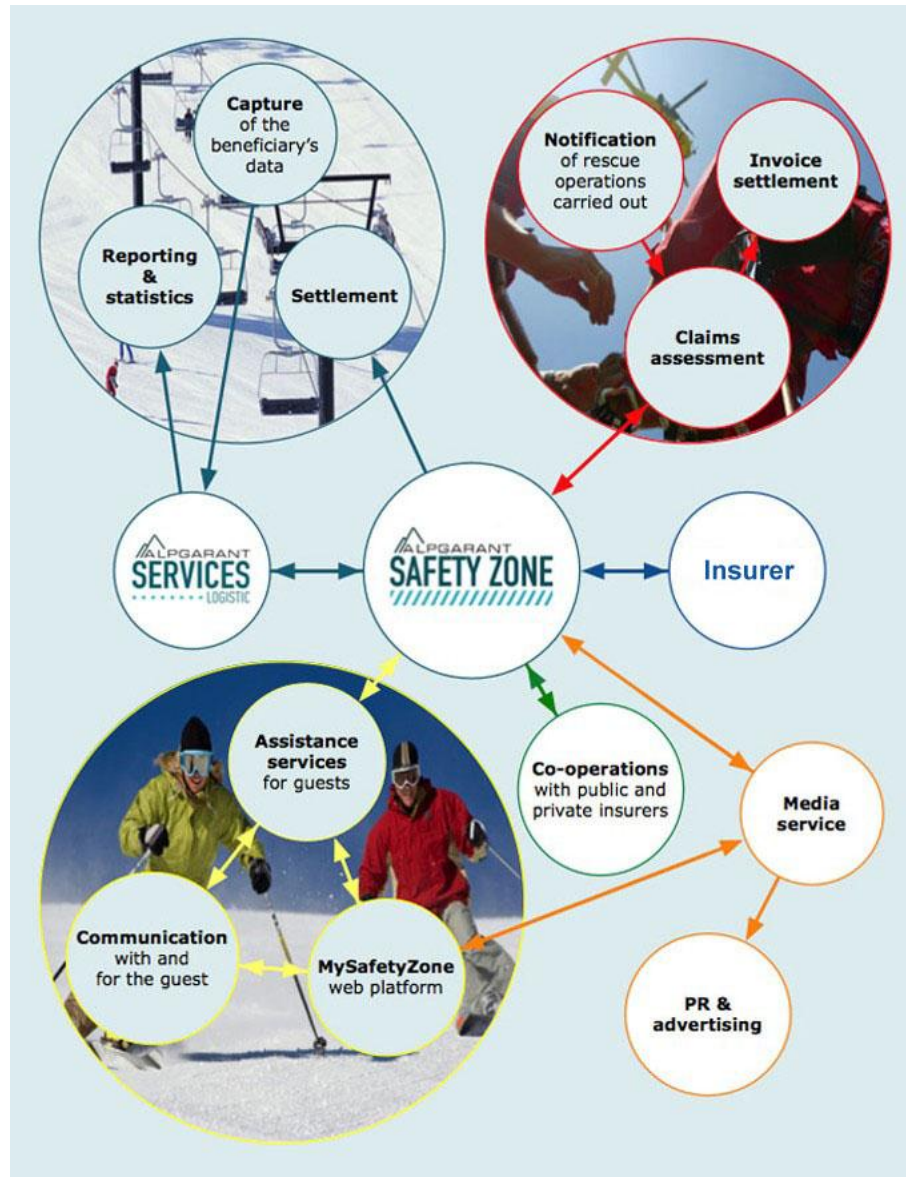 Capture
of the
beneficiary's
data
Reporting
&
statistics
Settlement
Notification
of rescue
operations
carried out
Invoice
settlement
Claims
assessment
ALPGARANT
SERVICES
LOGISTIC
ALPGARANT
SAFETY ZONE
Insurer
Assistance
services
for guests
Communication
with and
for the guest
MySafetyZone
web platform
Co-operations
with public and
private insurers
Media
service
PR &
advertising